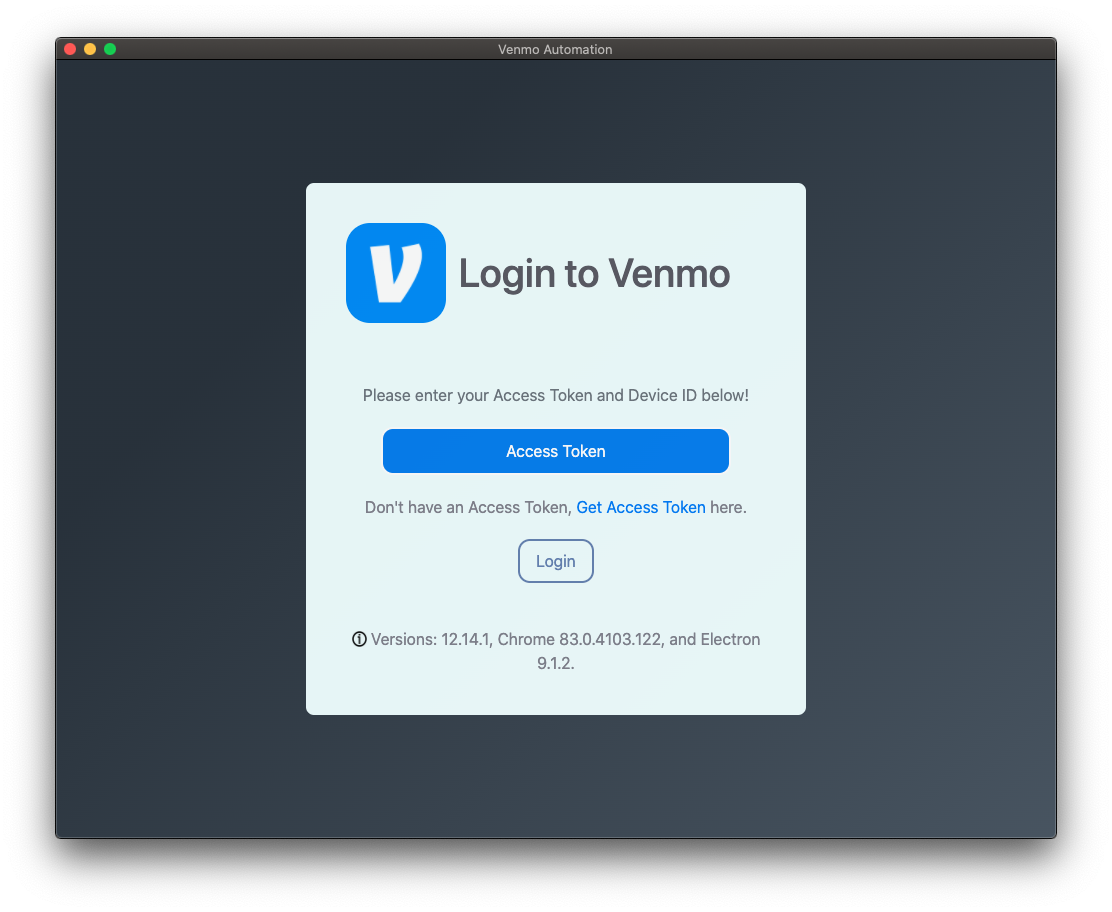 Venmo Automation
Login to Venmo
Please enter your Access Token and Device ID below!
Access Token
Don't have an Access Token, Get Access Token here.
Login
Versions: 12.14.1, Chrome 83.0.4103.122, and Electron
9.1.2.